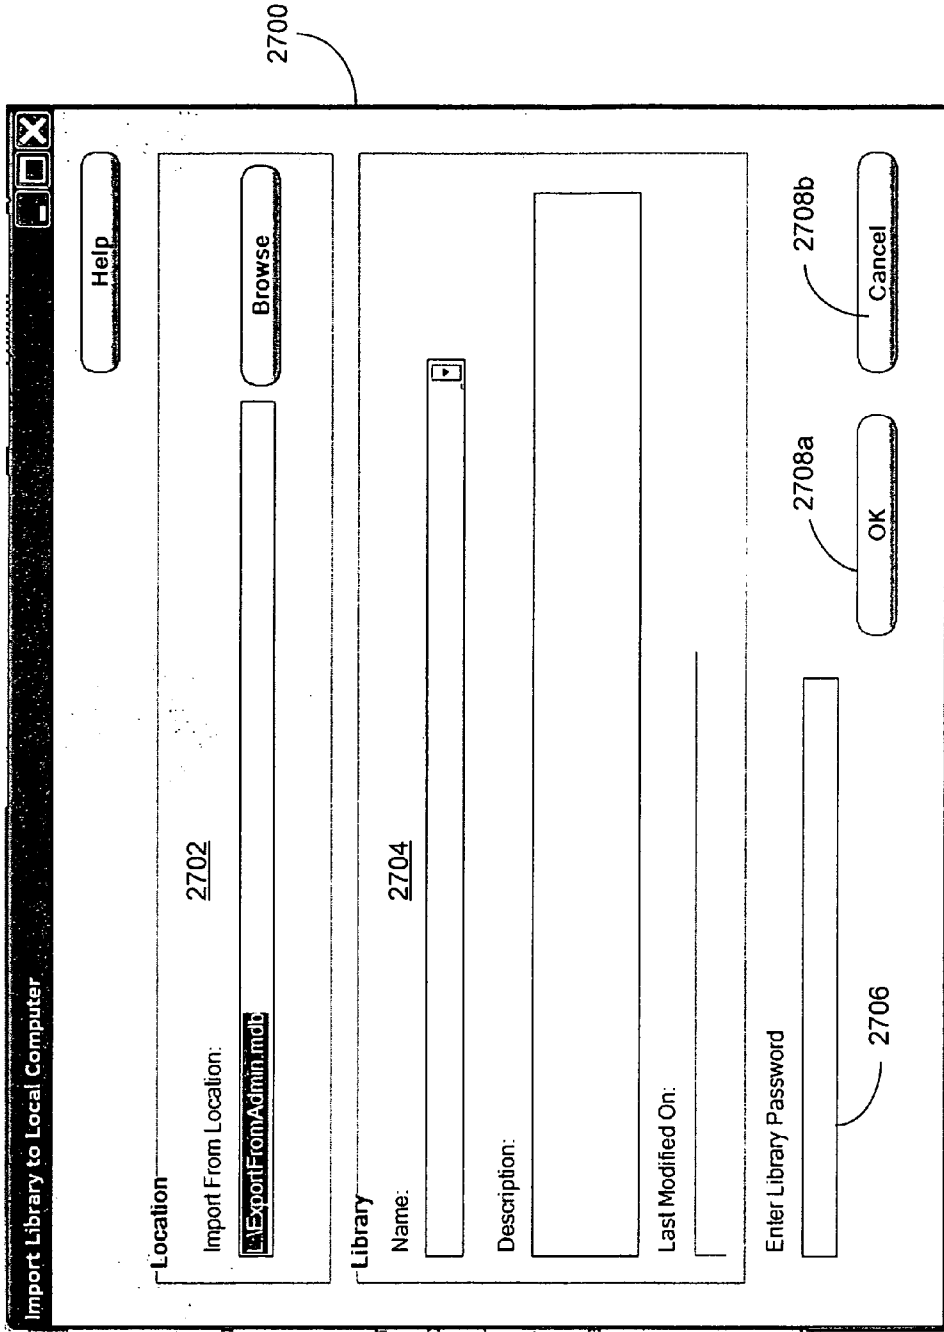 Import Library to Local Computer
2700
Help
Location
2702
Import From Location:
L:\ExportFromAdmin.mdb
Browse
Library
2704
Name:
Description:
Last Modified On:
Enter Library Password
2706
2708a
2708b
OK
Cancel